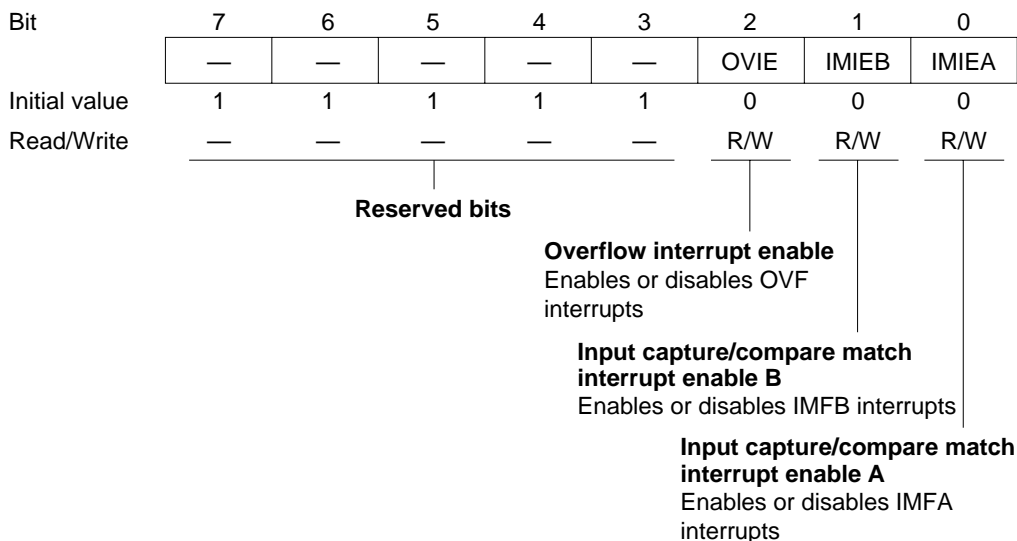 Bit 7 6 5 4 3 2 1 0
— — — — — OVIE IMIEB IMIEA
Initial value 1 1 1 1 1 0 0 0
Read/Write — — — — — R/W R/W R/W
Reserved bits
Overflow interrupt enable
Enables or disables OVF
interrupts
Input capture/compare match
interrupt enable B
Enables or disables IMFB interrupts
Input capture/compare match
interrupt enable A
Enables or disables IMFA
interrupts